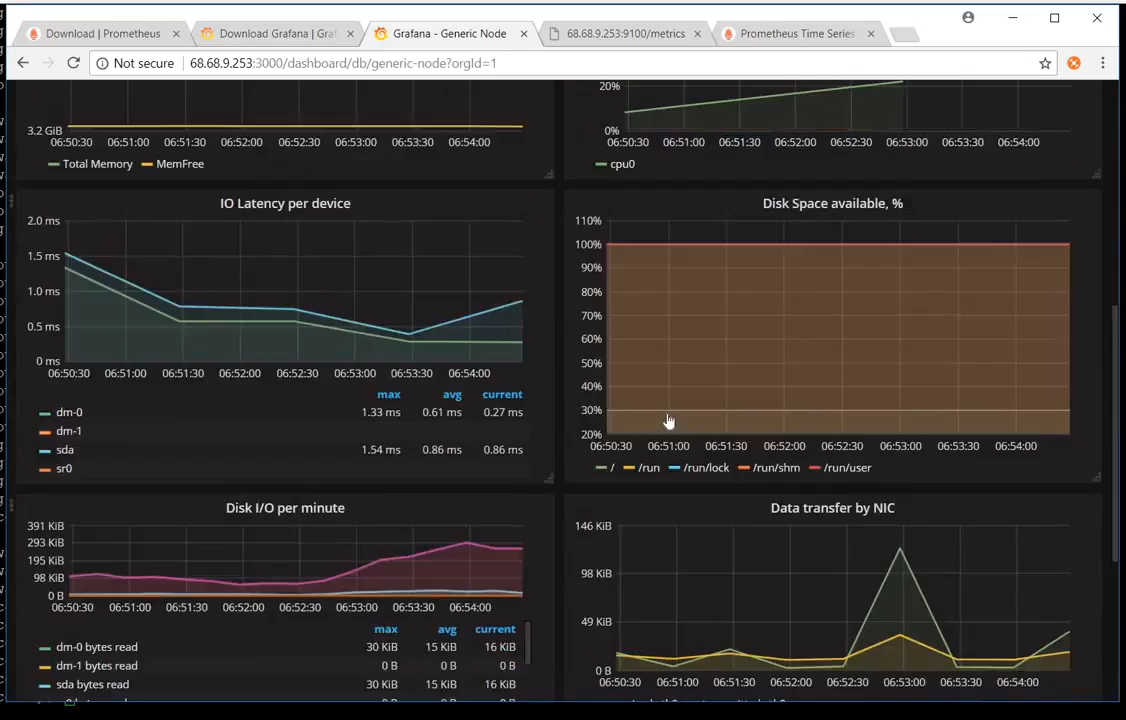 Download | Prometheus
Download Grafana | Graf
Grafana - Generic Node
68.68.9.253:9100/metrics
Prometheus Time Series
Not secure
68.68.9.253:3000/dashboard/db/generic-node?orgId=1
3.2 GiB
06:50:30 06:51:00 06:51:30 06:52:00 06:52:30 06:53:00 06:53:30 06:54:00
Total Memory MemFree
20%
0%
06:50:30 06:51:00 06:51:30 06:52:00 06:52:30 06:53:00 06:53:30 06:54:00
cpu0
IO Latency per device
2.0 ms
1.5 ms
1.0 ms
0.5 ms
0 ms
06:50:30 06:51:00 06:51:30 06:52:00 06:52:30 06:53:00 06:53:30 06:54:00
max avg current
dm-0 1.33 ms 0.61 ms 0.27 ms
dm-1
sda 1.54 ms 0.86 ms 0.86 ms
sr0
Disk Space available, %
110%
100%
90%
80%
70%
60%
50%
40%
30%
20%
06:50:30 06:51:00 06:51:30 06:52:00 06:52:30 06:53:00 06:53:30 06:54:00
/ /run /run/lock /run/shm /run/user
Disk I/O per minute
391 KiB
293 KiB
195 KiB
98 KiB
0 B
06:50:30 06:51:00 06:51:30 06:52:00 06:52:30 06:53:00 06:53:30 06:54:00
max avg current
dm-0 bytes read 30 KiB 15 KiB 16 KiB
dm-1 bytes read 0 B 0 B 0 B
sda bytes read 30 KiB 15 KiB 16 KiB
Data transfer by NIC
146 KiB
98 KiB
49 KiB
0 B
06:50:30 06:51:00 06:51:30 06:52:00 06:52:30 06:53:00 06:53:30 06:54:00